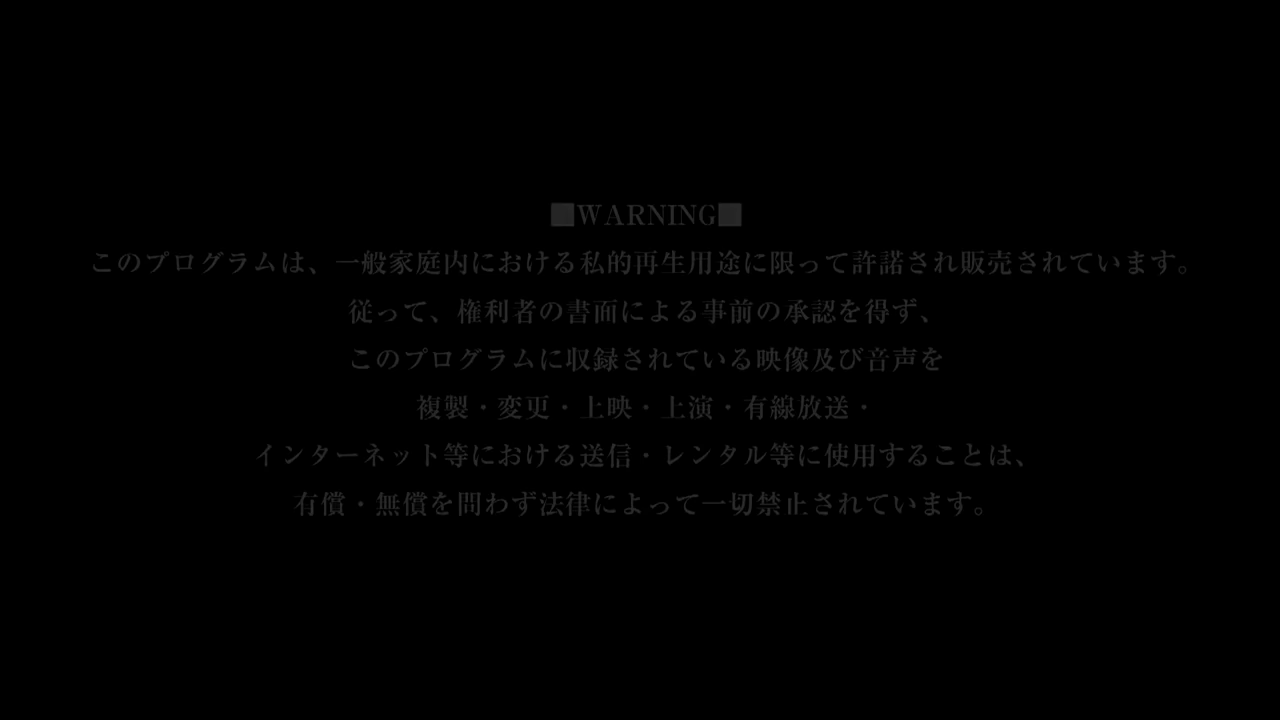 ■WARNING■
このプログラムは、一般家庭内における私的再生用途に限って許諾され販売されています。
従って、権利者の書面による事前の承認を得ず、
このプログラムに収録されている映像及び音声を
複製・変更・上映・上演・有線放送・
インターネット等における送信・レンタル等に使用することは、
有償・無償を問わず法律によって一切禁止されています。